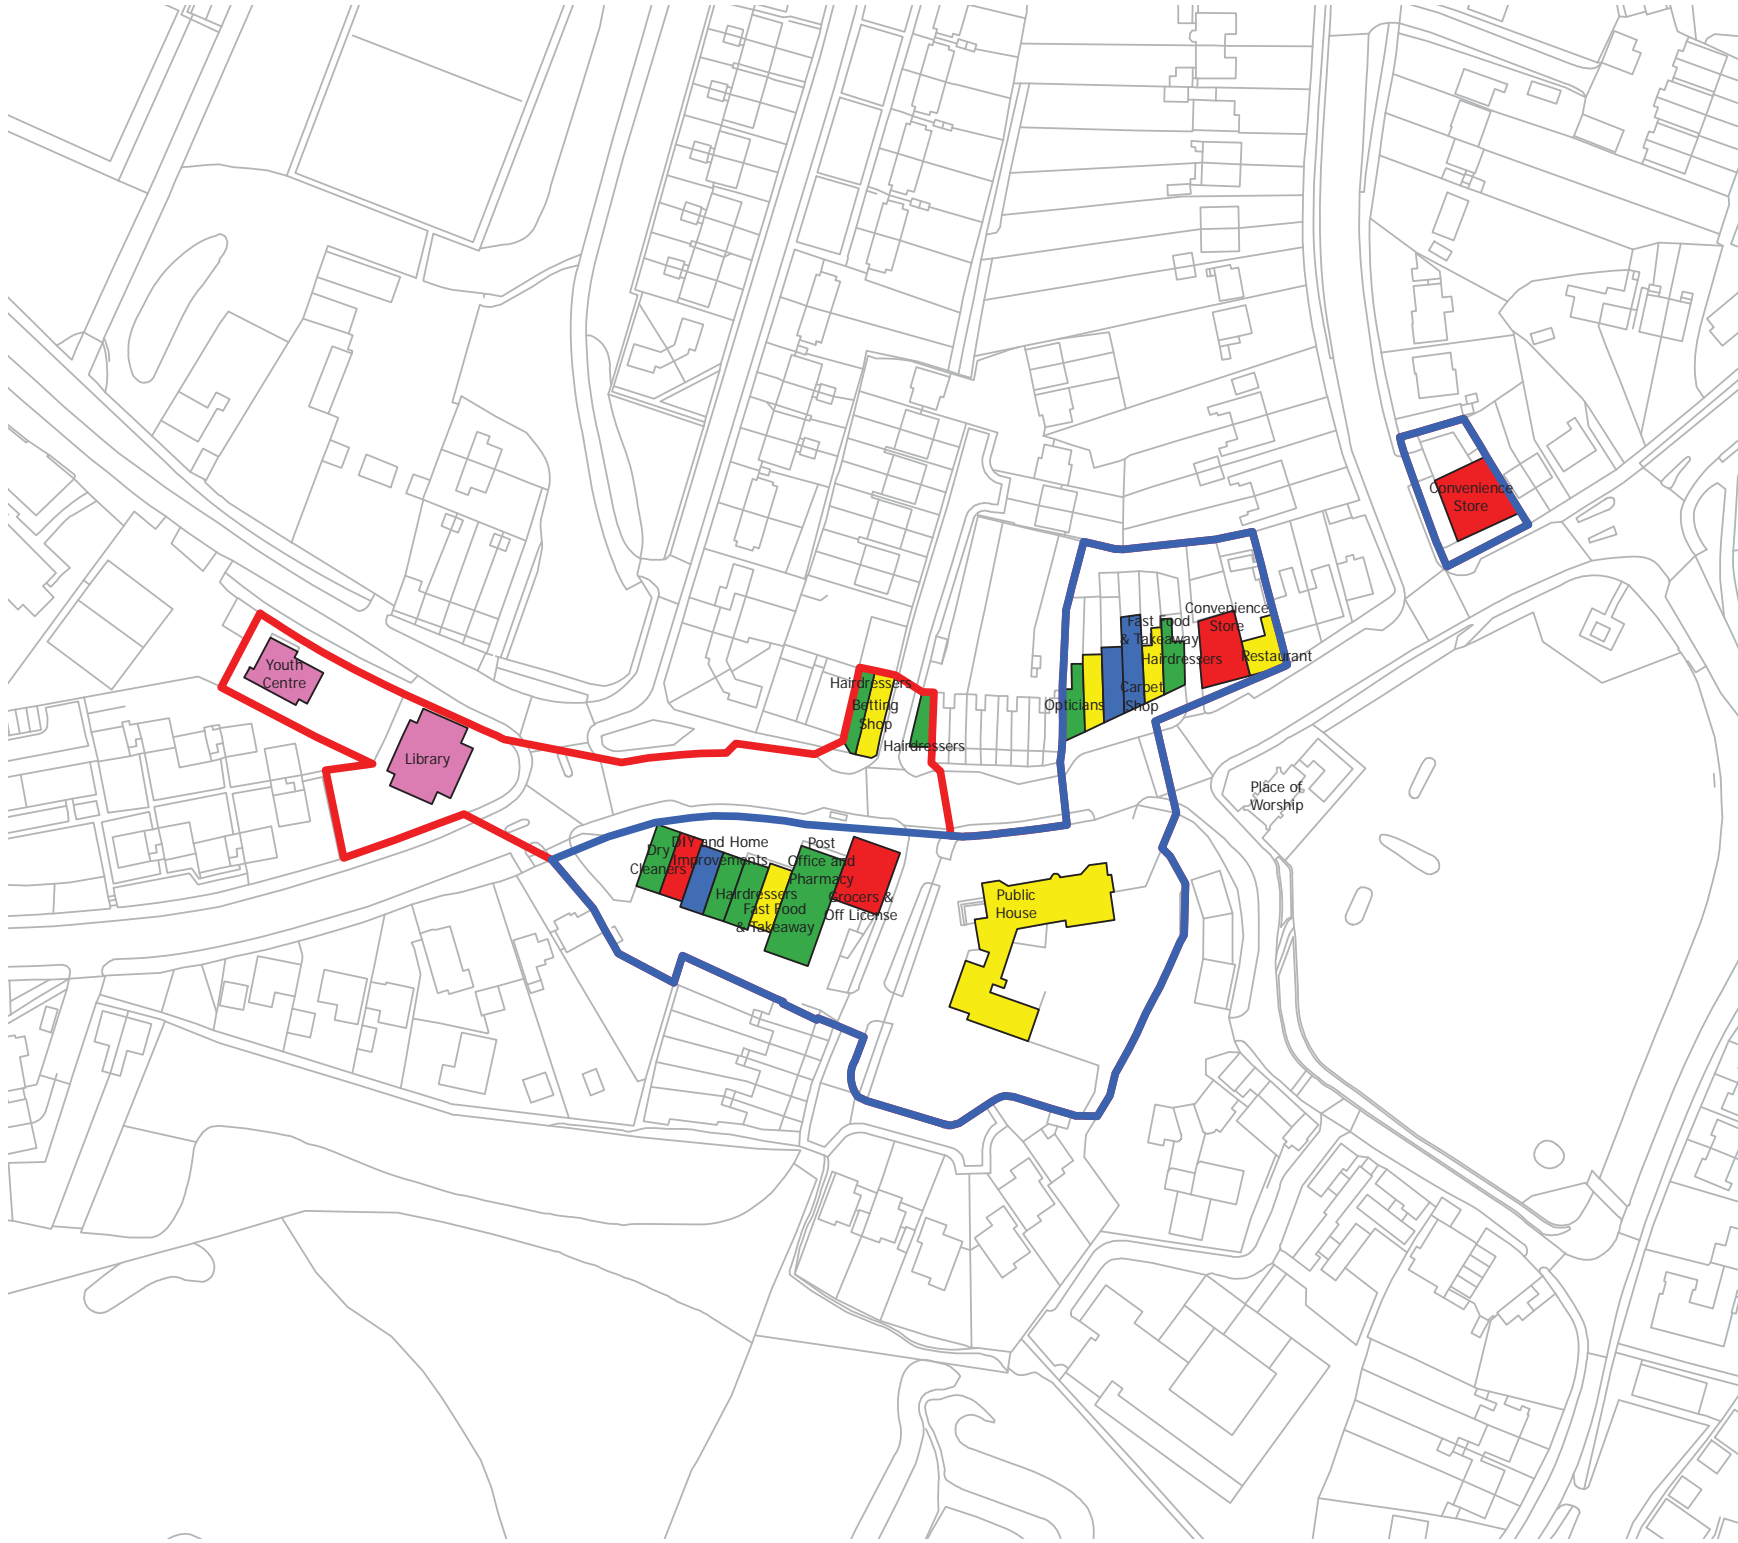 Convenience
Store
Convenience
Store
Fast Food
& Takeaway
Hairdressers
Restaurant
Carpet
Shop
Opticians
Youth
Centre
Library
Hairdressers
Betting
Shop
Hairdressers
Place of
Worship
Dry
Cleaners
DIY and Home
Improvements
Post
Office and
Pharmacy
Hairdressers
Grocers &
Off License
Fast Food
& Takeaway
Public
House